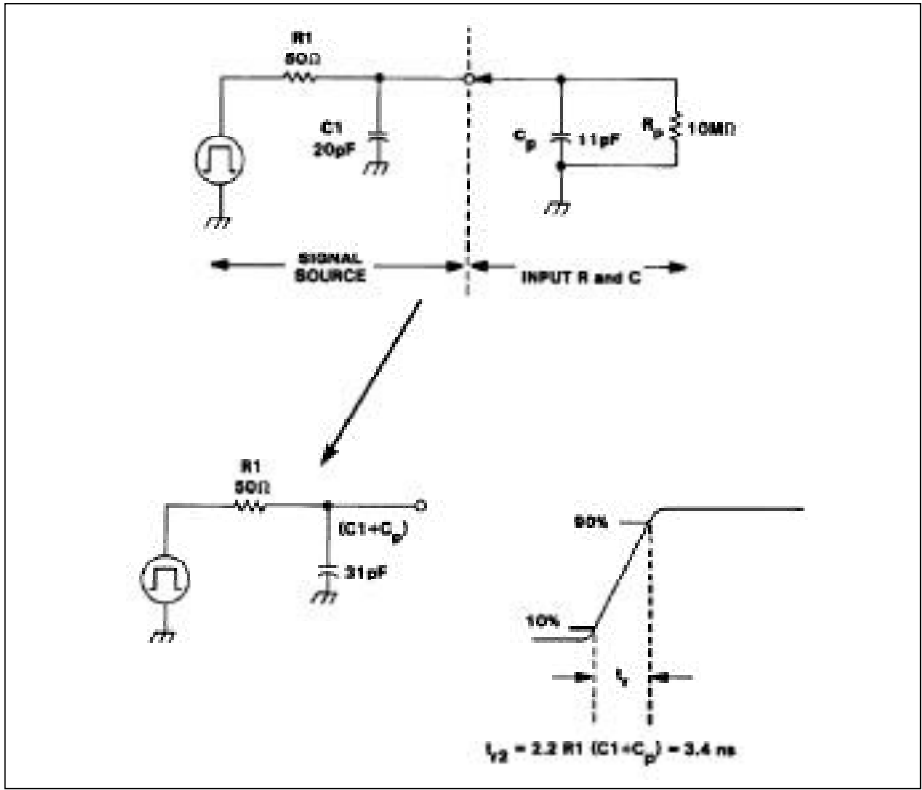 R1
50Ω
C1
20pF
Cp
11pF
Rp
10MΩ
SIGNAL
SOURCE
INPUT R and C
R1
50Ω
(C1+Cp)
31pF
90%
10%
tr
tr2 = 2.2 R1 (C1+Cp) = 3.4 ns